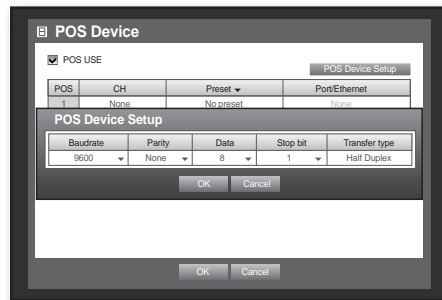 POS Device
POS USE
POS Device Setup
POS CH Preset Port/Ethernet
1 None No preset None
POS Device Setup
Baudrate Parity Data Stop bit Transfer type
9600 None 8 1 Half Duplex
OK Cancel
OK Cancel